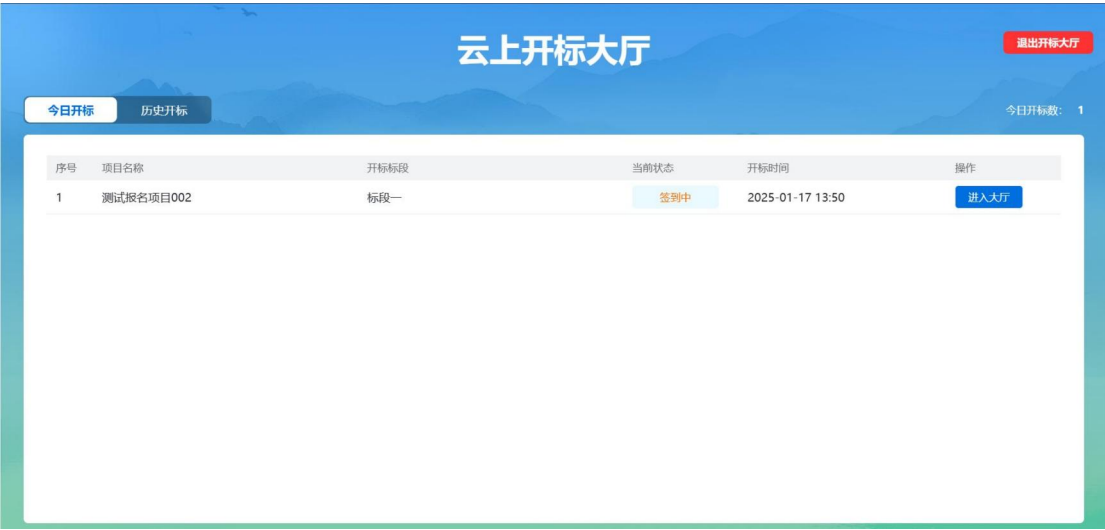 云上开标大厅
退出开标大厅
今日开标 历史开标 今日开标数： 1
序号 项目名称 开标标段 当前状态 开标时间 操作
1 测试报名项目002 标段一 签到中 2025-01-17 13:50 进入大厅